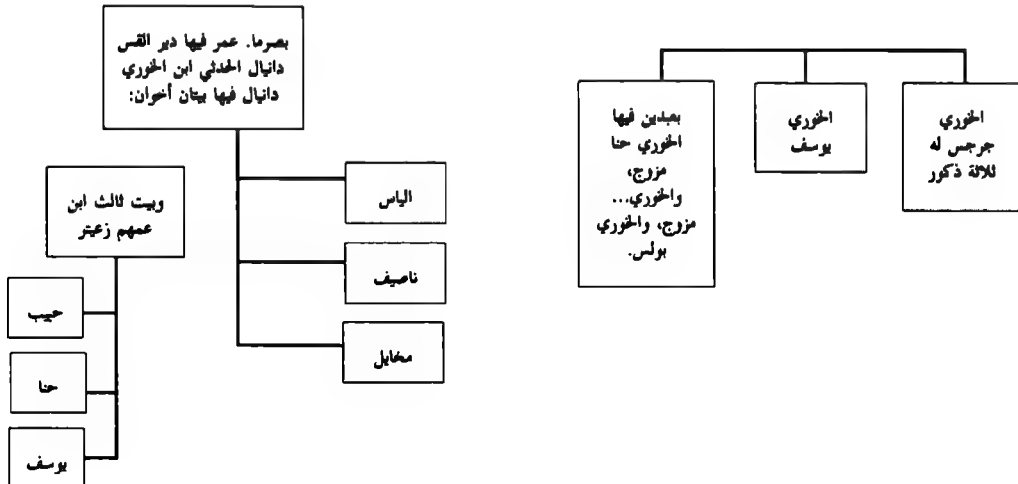 الخوري
جرجس له
ثلاثة ذكور
الخوري
يوسف
بعبدين فيها
الخوري حنا
مزوج،
والخوري...
مزوج، والخوري
بولس.
بصرما. عمر فيها دير القس
دانيال الحدثي ابن الخوري
دانيال فيها بيتان أخوان:
الياس
ناصيف
مخايل
وبيت ثالث ابن
عمهم زعيتر
حبيب
حنا
يوسف